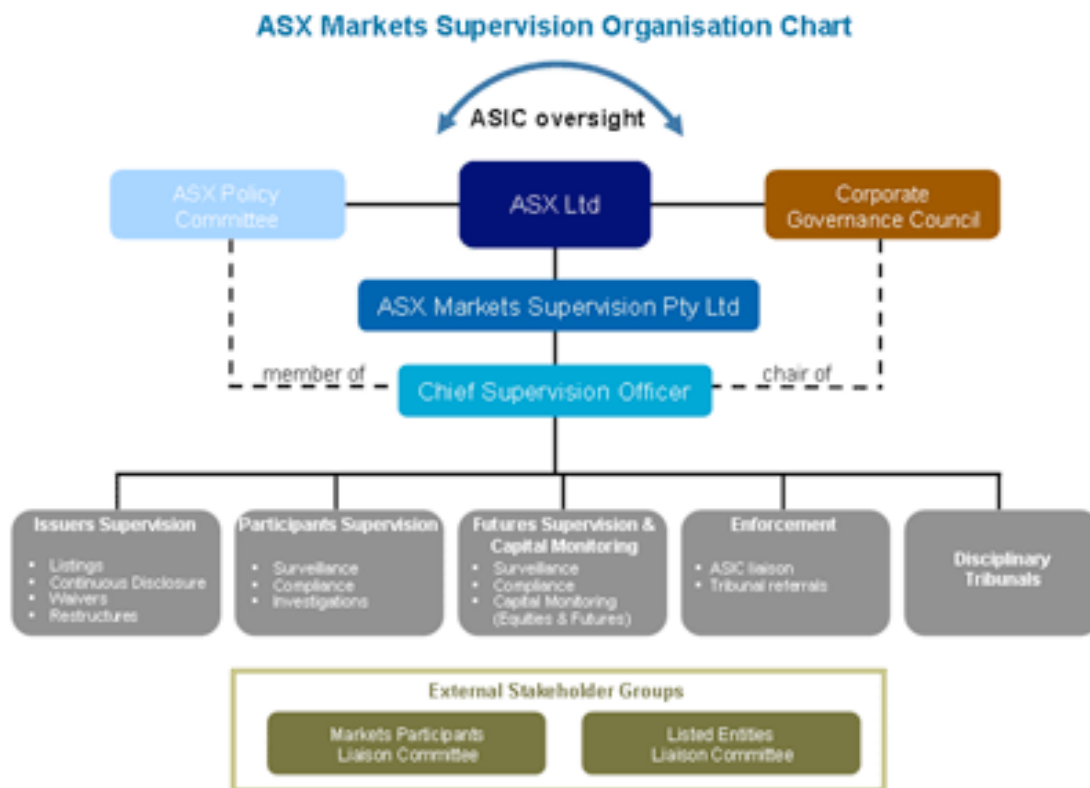 ASX Markets Supervision Organisation Chart
ASIC oversight
ASX Policy
Committee
ASX Ltd
Corporate
Governance Council
ASX Markets Supervision Pty Ltd
member of
Chief Supervision Officer
chair of
Issuers Supervision
• Listings
• Continuous Disclosure
• Waivers
• Restructures
Participants Supervision
• Surveillance
• Compliance
• Investigations
Futures Supervision &
Capital Monitoring
• Surveillance
• Compliance
• Capital Monitoring
(Equities & Futures)
Enforcement
• ASIC liaison
• Tribunal referrals
Disciplinary
Tribunals
External Stakeholder Groups
Markets Participants
Liaison Committee
Listed Entities
Liaison Committee